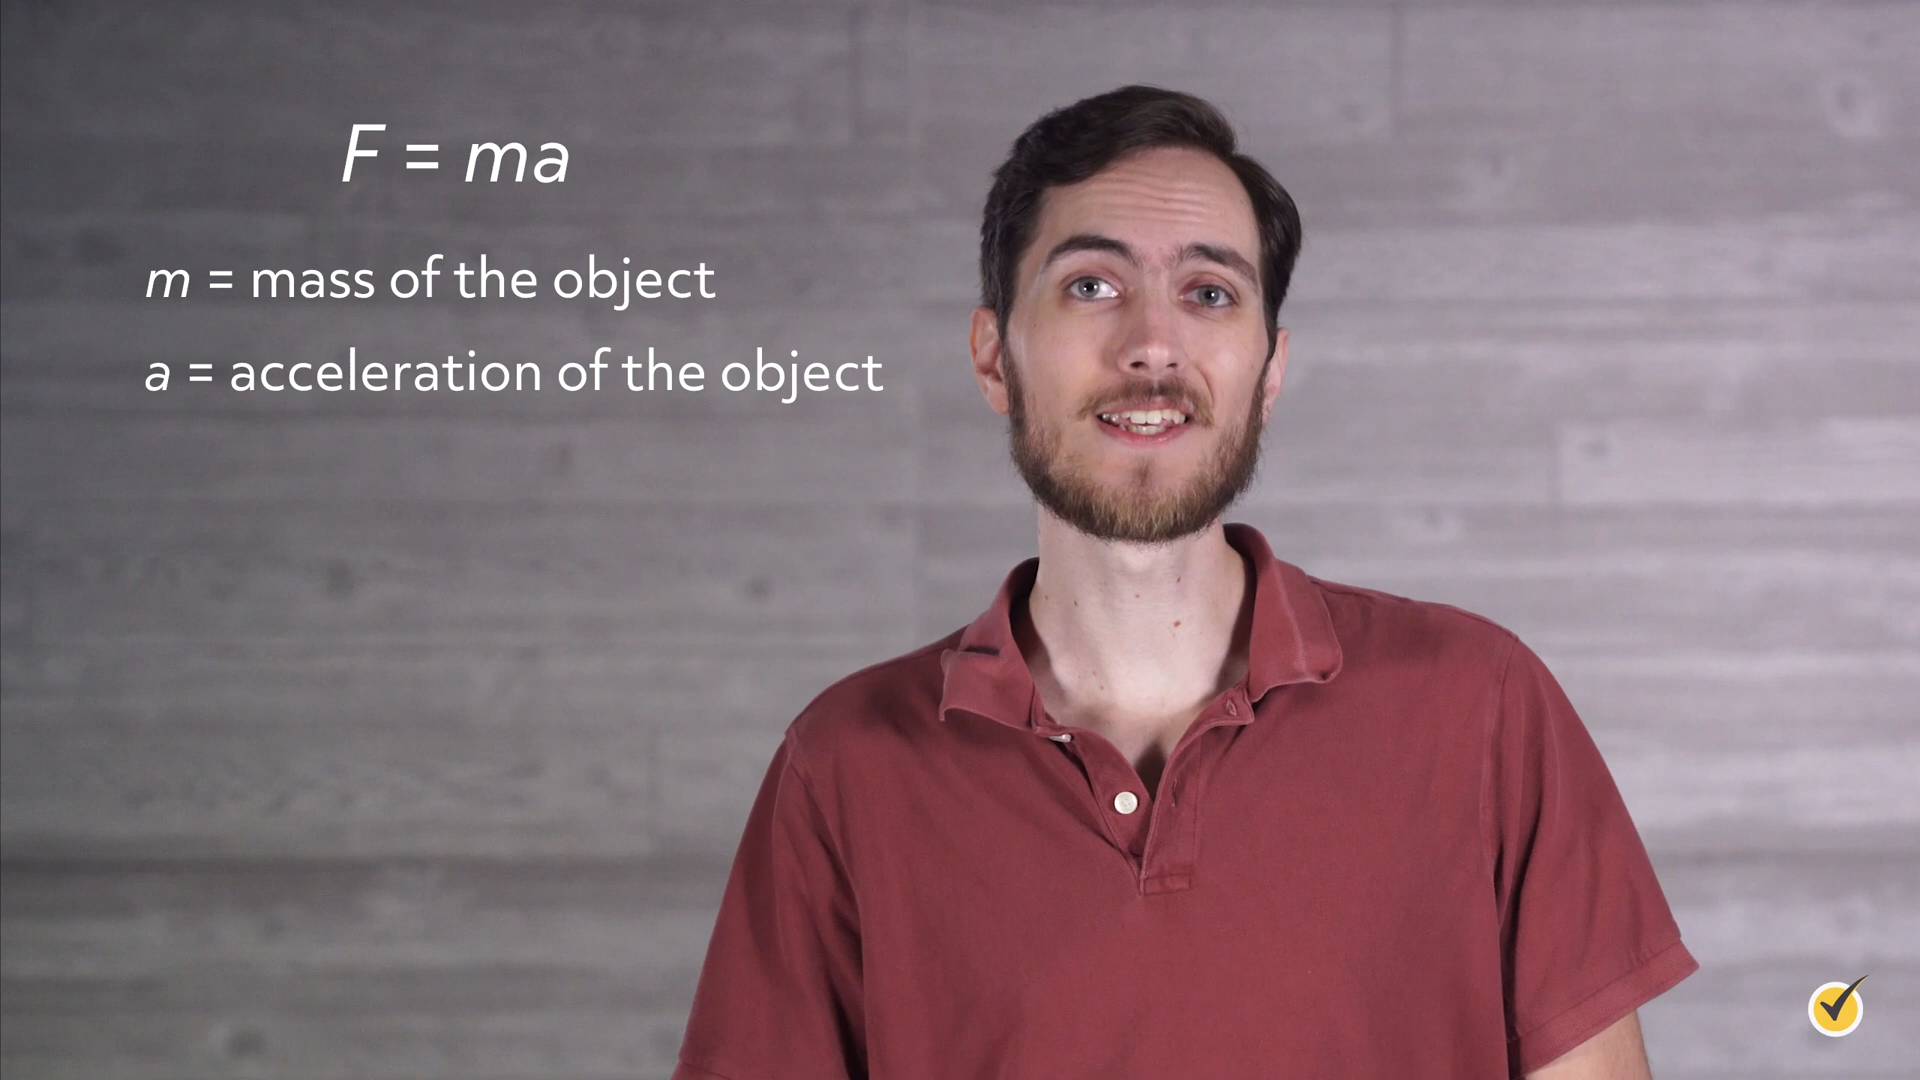 F = ma
m = mass of the object
a = acceleration of the object